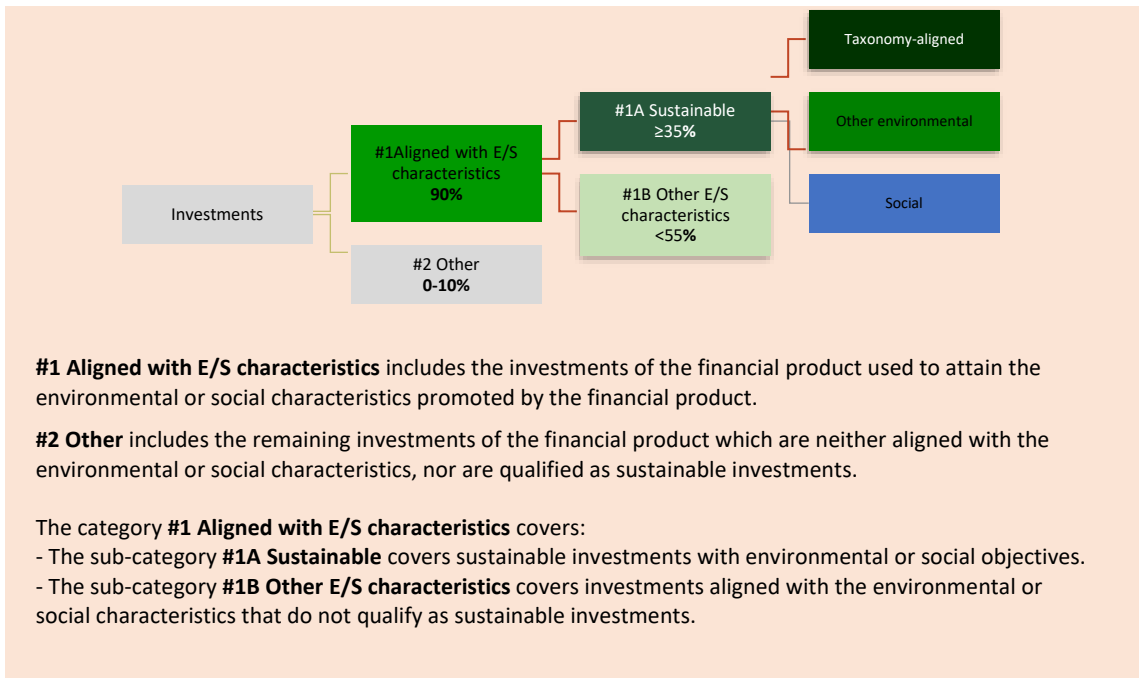 Taxonomy-aligned
#1A Sustainable
≥35%
Other environmental
#1Aligned with E/S
characteristics
90%
Investments
#1B Other E/S
characteristics
<55%
Social
#2 Other
0-10%
#1 Aligned with E/S characteristics includes the investments of the financial product used to attain the
environmental or social characteristics promoted by the financial product.
#2 Other includes the remaining investments of the financial product which are neither aligned with the
environmental or social characteristics, nor are qualified as sustainable investments.
The category #1 Aligned with E/S characteristics covers:
- The sub-category #1A Sustainable covers sustainable investments with environmental or social objectives.
- The sub-category #1B Other E/S characteristics covers investments aligned with the environmental or
social characteristics that do not qualify as sustainable investments.